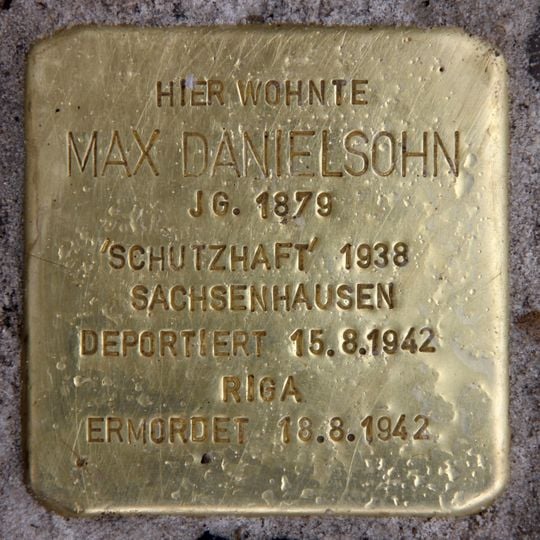 HIER WOHNTE
MAX DANIELSOHN
JG. 1879
'SCHUTZHAFT' 1938
SACHSENHAUSEN
DEPORTIERT 15.8.1942
RIGA
ERMORDET 18.8.1942